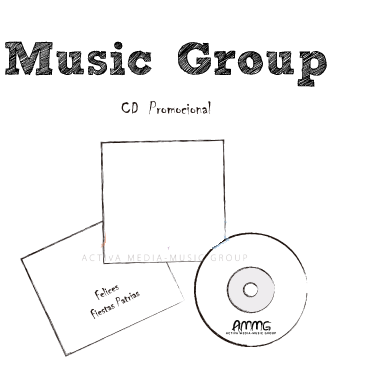 Music Group
CD Promocional
ACTIVA MEDIA-MUSIC GROUP
Felices
Fiestas Patrias
AMMG
ACTIVA MEDIA-MUSIC GROUP